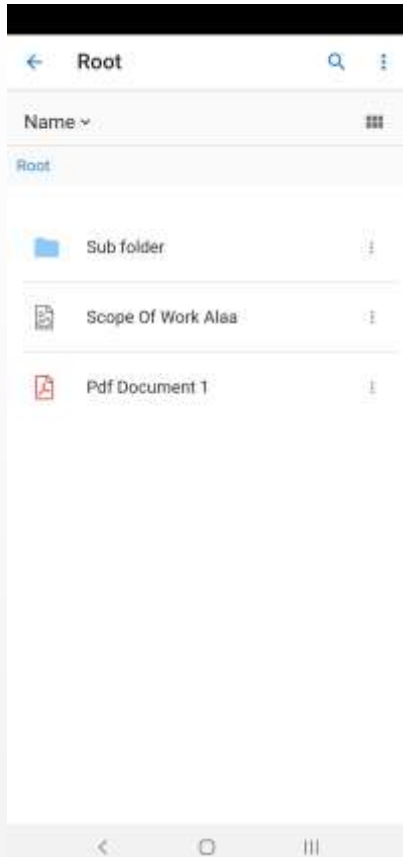 Root
Name
Root
Sub folder
Scope Of Work Alaa
Pdf Document 1